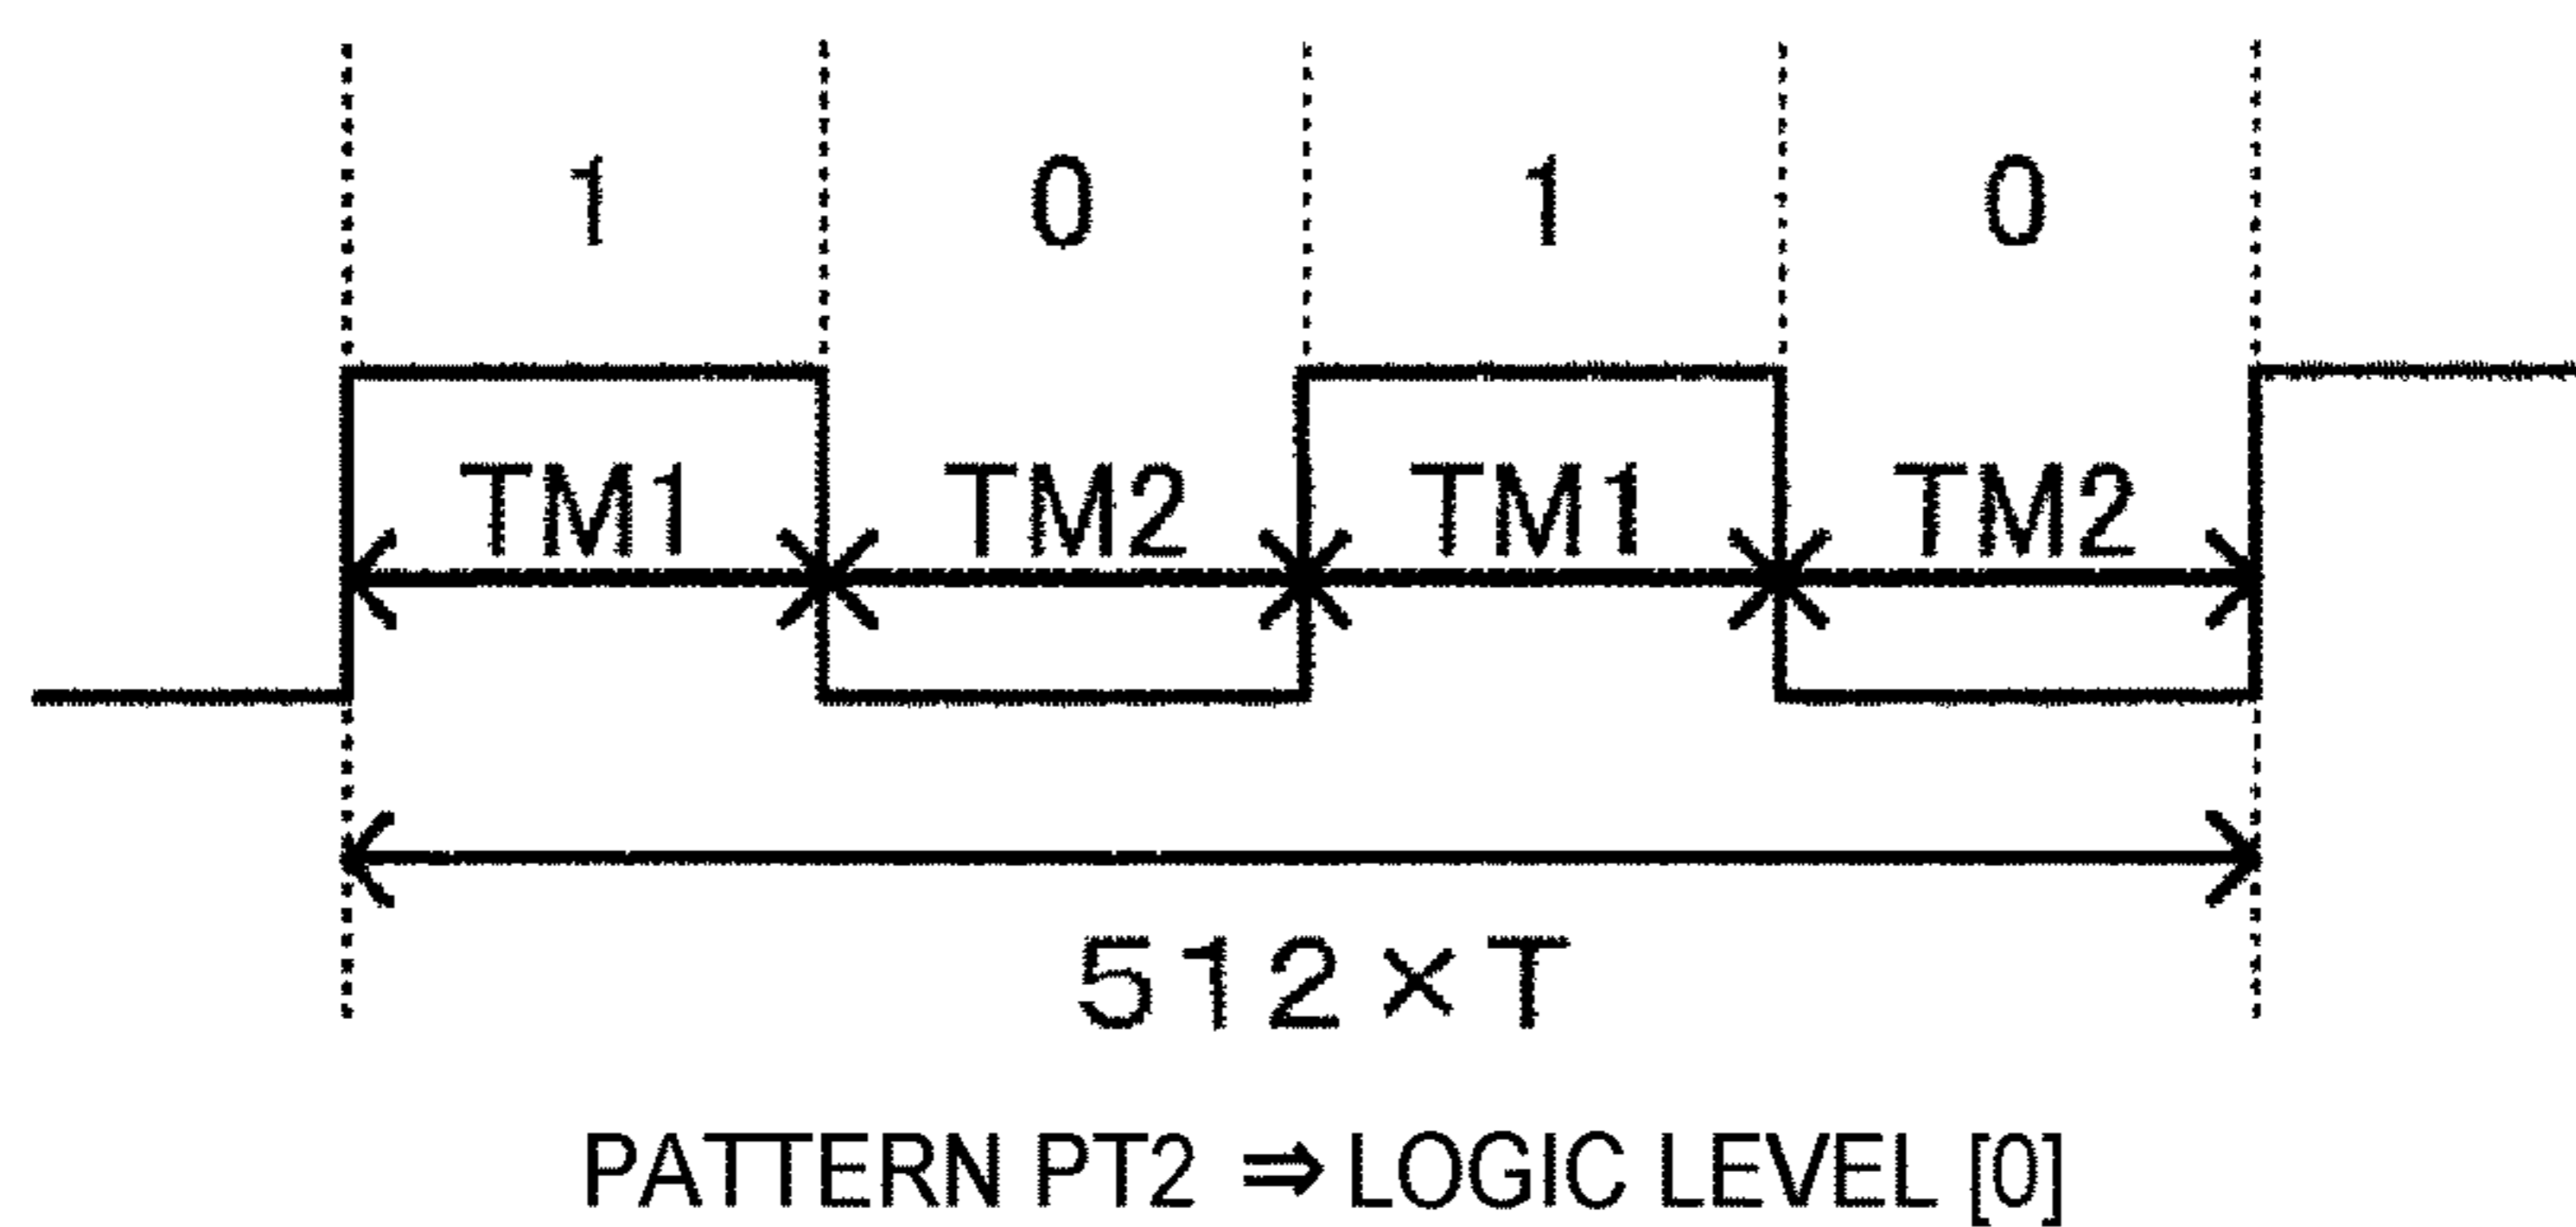 1 0 1 0
TM1 TM2 TM1 TM2
512×T
PATTERN PT2 ⇒ LOGIC LEVEL [0]